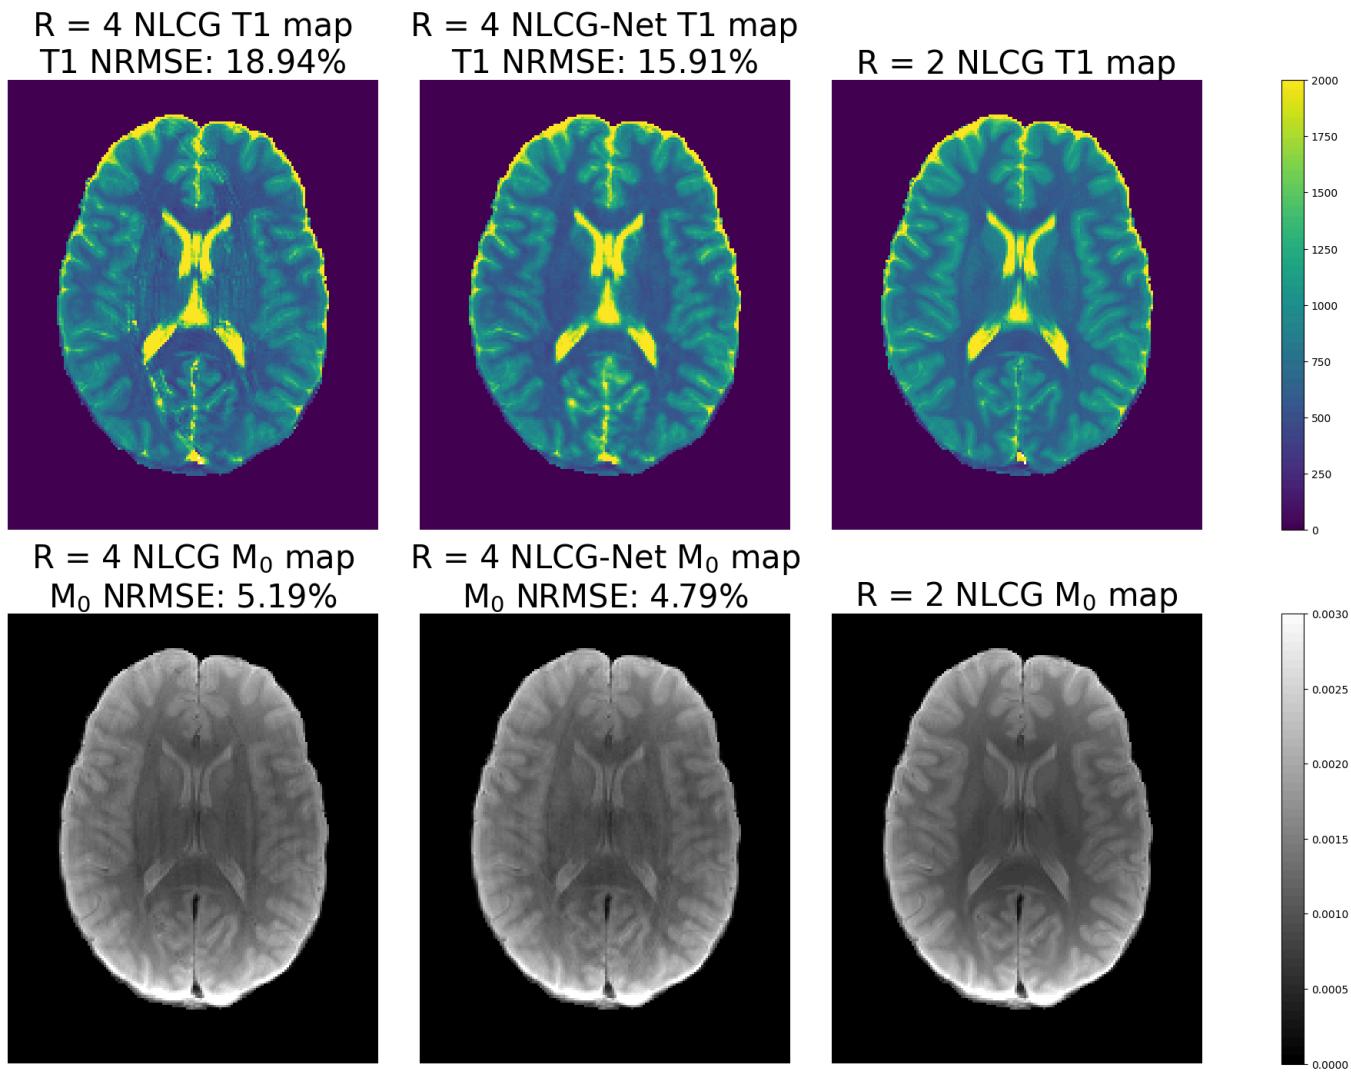 R = 4 NLCG T1 map
T1 NRMSE: 18.94%
R = 4 NLCG-Net T1 map
T1 NRMSE: 15.91%
R = 2 NLCG T1 map
2000
1750
1500
1250
1000
750
500
250
0
R = 4 NLCG M₀ map
M₀ NRMSE: 5.19%
R = 4 NLCG-Net M₀ map
M₀ NRMSE: 4.79%
R = 2 NLCG M₀ map
0.0030
0.0025
0.0020
0.0015
0.0010
0.0005
0.0000